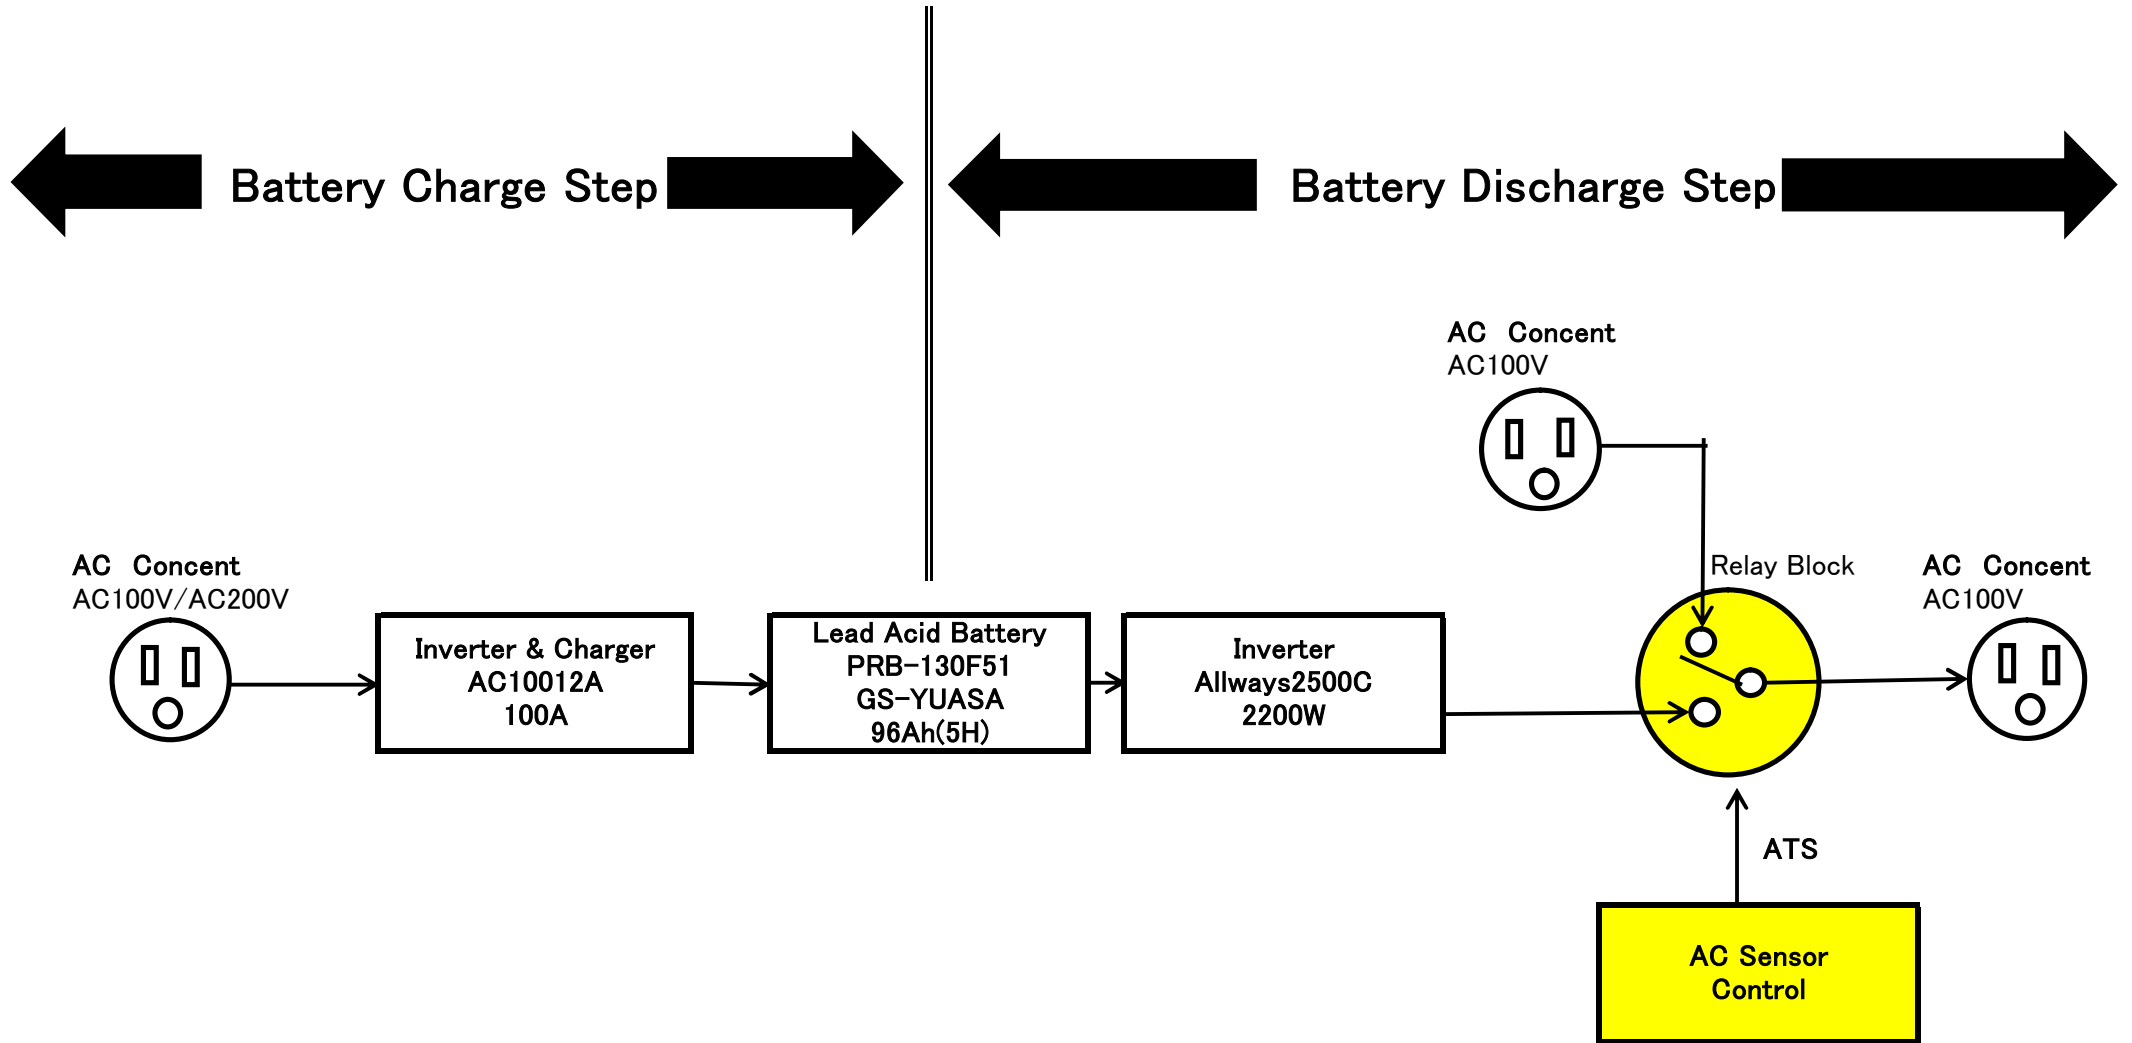 Battery Charge Step
Battery Discharge Step
AC Concent
AC100V
AC Concent
AC100V/AC200V
Inverter & Charger
AC10012A
100A
Lead Acid Battery
PRB-130F51
GS-YUASA
96Ah(5H)
Inverter
Allways2500C
2200W
Relay Block
AC Concent
AC100V
ATS
AC Sensor
Control